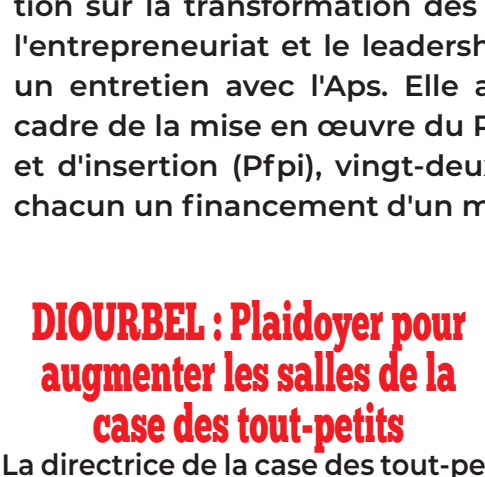 tion sur la transformation des
l'entrepreneuriat et le leadersh
un entretien avec l'Aps. Elle a
cadre de la mise en œuvre du P
et d'insertion (Pfpi), vingt-deu
chacun un financement d'un m
DIOURBEL : Plaidoyer pour
augmenter les salles de la
case des tout-petits
La directrice de la case des tout-pe